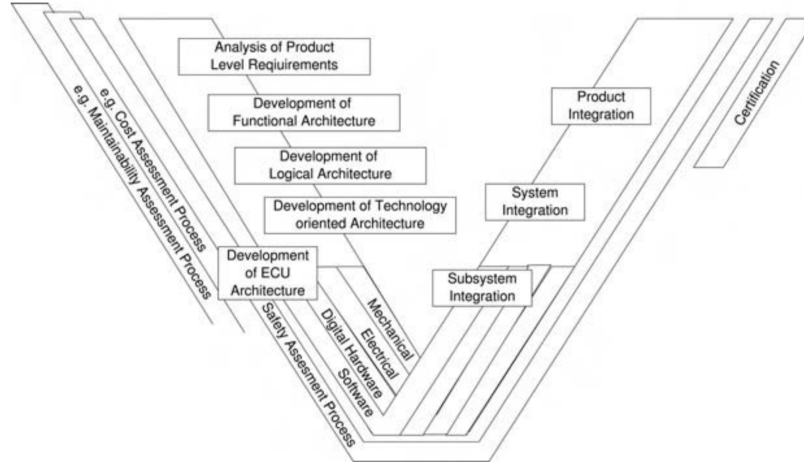 Analysis of Product
Level Reqiuirements
Development of
Functional Architecture
Development of
Logical Architecture
Development of Technology
oriented Architecture
Development
of ECU
Architecture
e.g. Cost Assessment Process
e.g. Maintainability Assessment Process
Safety Assesment Process
Mechanical
Electrical
Digital Hardware
Software
Subsystem
Integration
System
Integration
Product
Integration
Certification